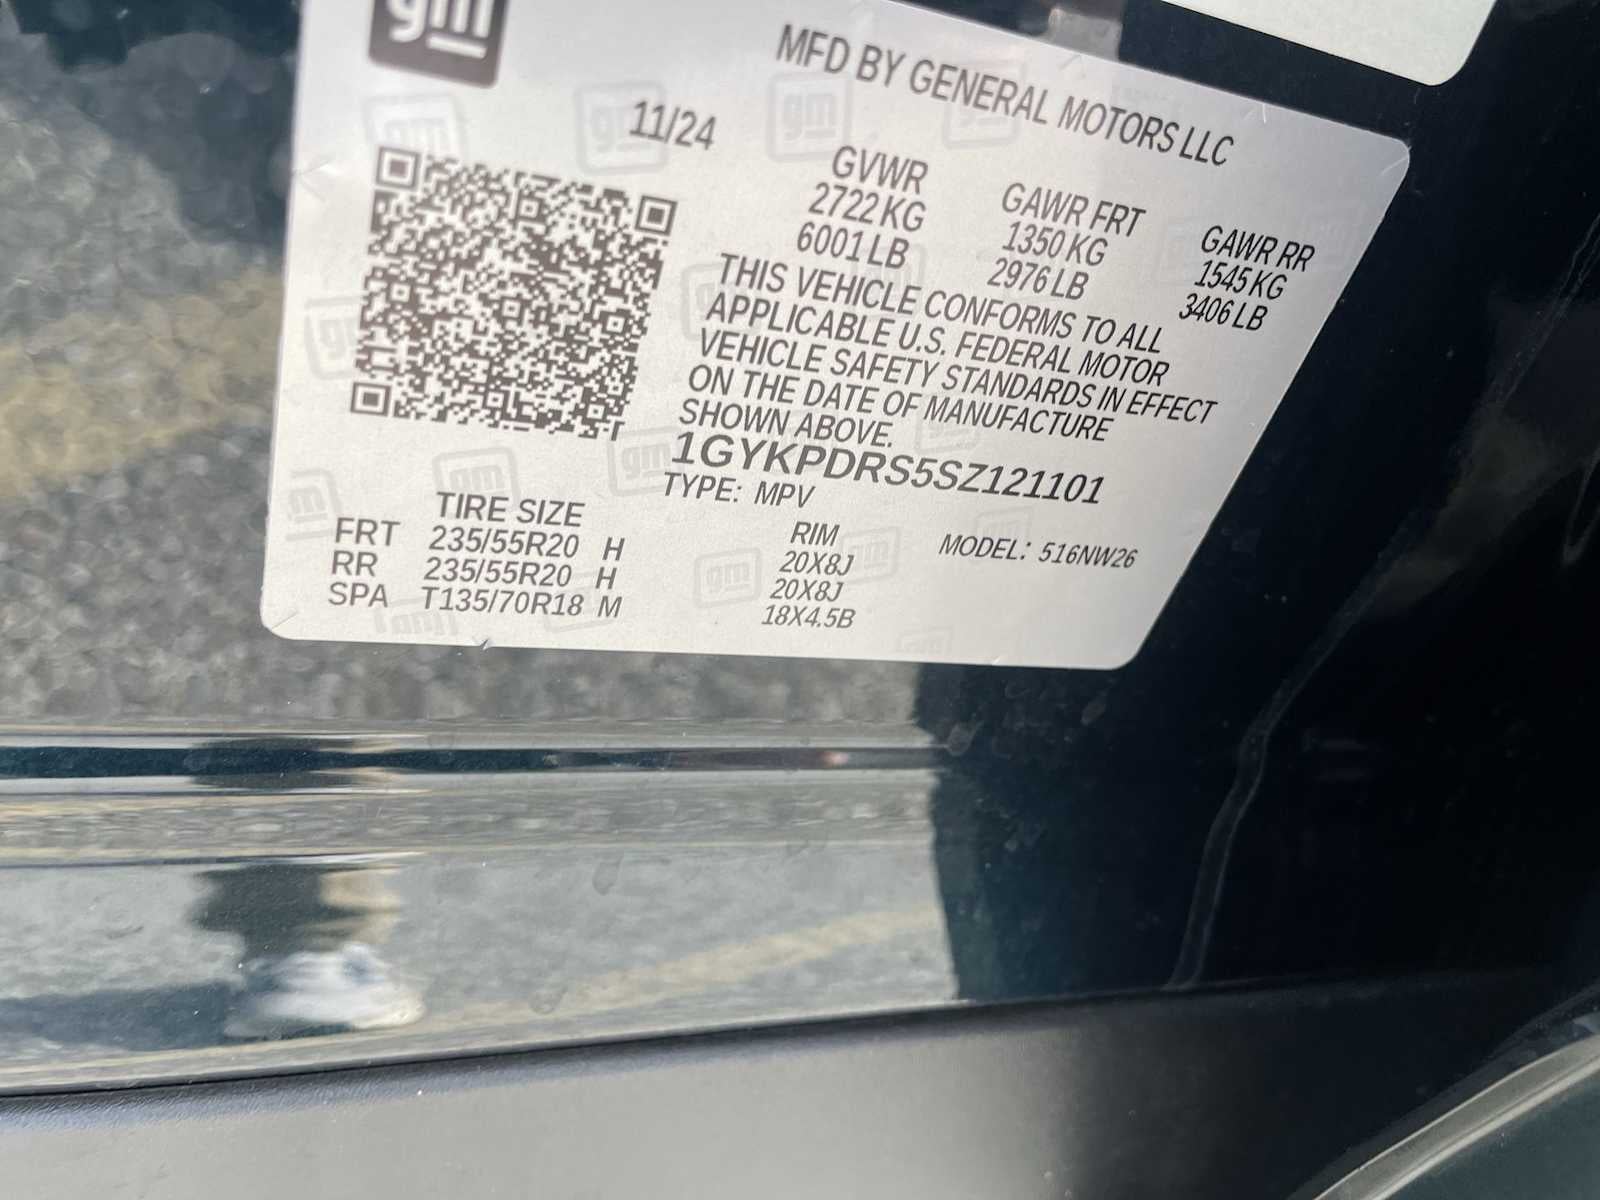 gm
MFD BY GENERAL MOTORS LLC
11/24
GVWR GAWR FRT GAWR RR
2722 KG 1350 KG 1545 KG
6001 LB 2976 LB 3406 LB
THIS VEHICLE CONFORMS TO ALL
APPLICABLE U.S. FEDERAL MOTOR
VEHICLE SAFETY STANDARDS IN EFFECT
ON THE DATE OF MANUFACTURE
SHOWN ABOVE.
1GYKPDRS5SZ121101
TYPE: MPV
TIRE SIZE RIM MODEL: 516NW26
FRT 235/55R20 H 20X8J
RR 235/55R20 H 20X8J
SPA T135/70R18 M 18X4.5B